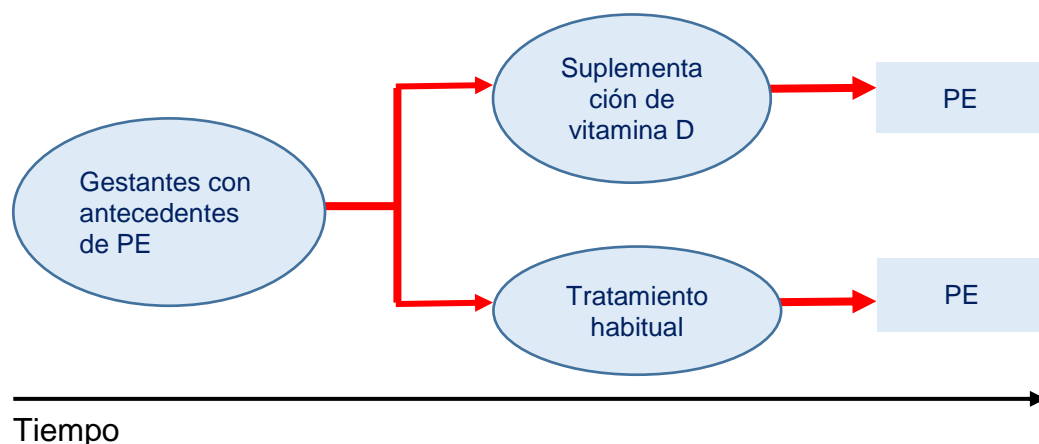 Suplementa
ción de
vitamina D
PE
Gestantes con
antecedentes
de PE
Tratamiento
habitual
PE
Tiempo